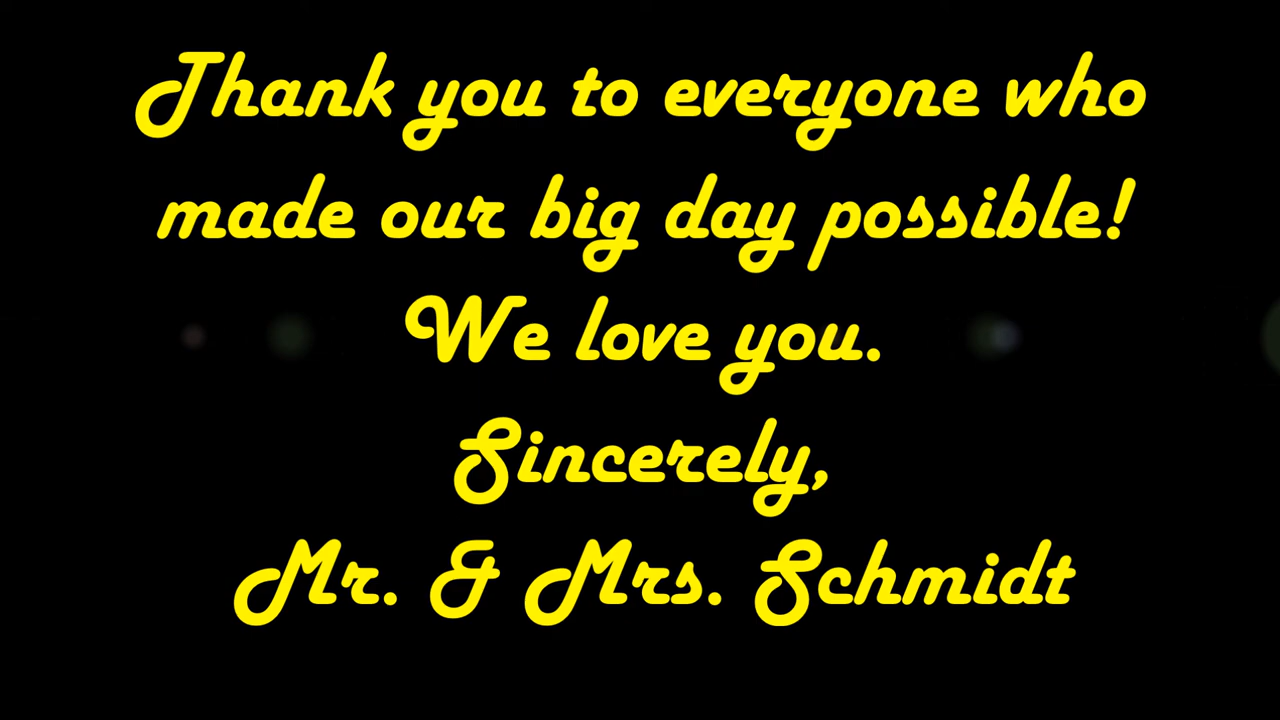 Thank you to everyone who
made our big day possible!
We love you.
Sincerely,
Mr. & Mrs. Schmidt